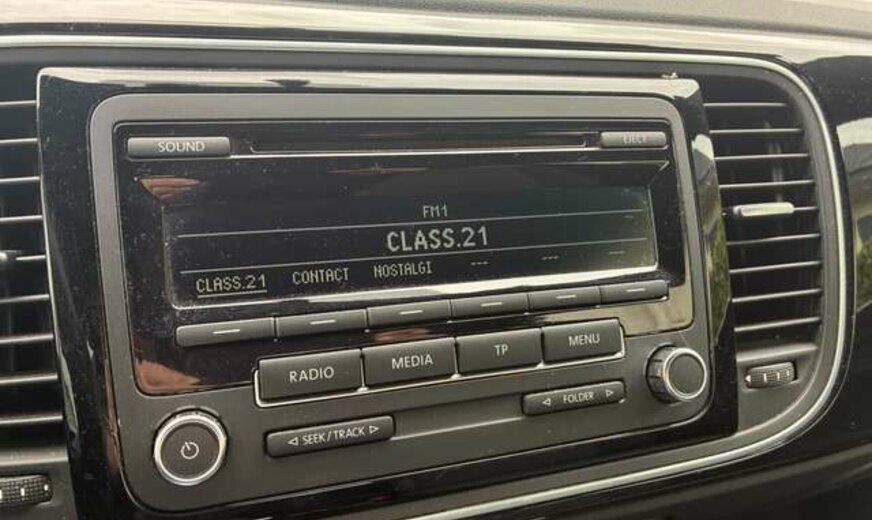 SOUND EJECT
FM1
CLASS.21
CLASS.21 CONTACT NOSTALGI --- --- ---
RADIO MEDIA TP MENU
FOLDER
SEEK/TRACK